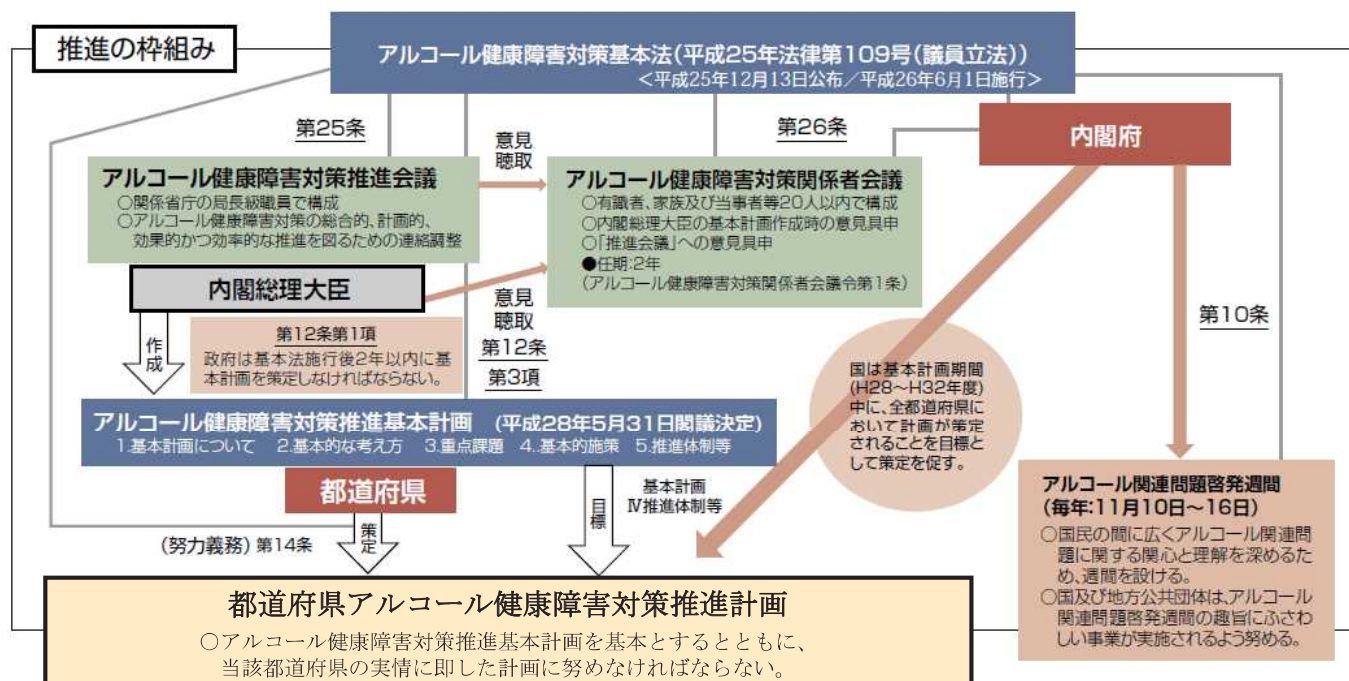 推進の枠組み
アルコール健康障害対策基本法(平成25年法律第109号(議員立法))
<平成25年12月13日公布／平成26年6月1日施行>
第25条
意見
聴取
第26条
内閣府
アルコール健康障害対策推進会議
○関係省庁の局長級職員で構成
○アルコール健康障害対策の総合的、計画的、
効果的かつ効率的な推進を図るための連絡調整
アルコール健康障害対策関係者会議
○有識者、家族及び当事者等20人以内で構成
○内閣総理大臣の基本計画作成時の意見具申
○「推進会議」への意見具申
●任期:2年
(アルコール健康障害対策関係者会議令第1条)
内閣総理大臣
意見
聴取
第12条
第3項
作成
第12条第1項
政府は基本法施行後2年以内に基
本計画を策定しなければならない。
第10条
国は基本計画期間
(H28～H32年度)
中に、全都道府県に
おいて計画が策定
されることを目標と
して策定を促す。
アルコール健康障害対策推進基本計画 (平成28年5月31日閣議決定)
1.基本計画について 2.基本的な考え方 3.重点課題 4..基本的施策 5.推進体制等
都道府県
策定
(努力義務) 第14条
目標
基本計画
Ⅳ推進体制等
アルコール関連問題啓発週間
(毎年:11月10日～16日)
○国民の間に広くアルコール関連問
題に関する関心と理解を深めるた
め、週間を設ける。
○国及び地方公共団体は、アルコール
関連問題啓発週間の趣旨にふさわ
しい事業が実施されるよう努める。
都道府県アルコール健康障害対策推進計画
○アルコール健康障害対策推進基本計画を基本とするとともに、
当該都道府県の実情に即した計画に努めなければならない。